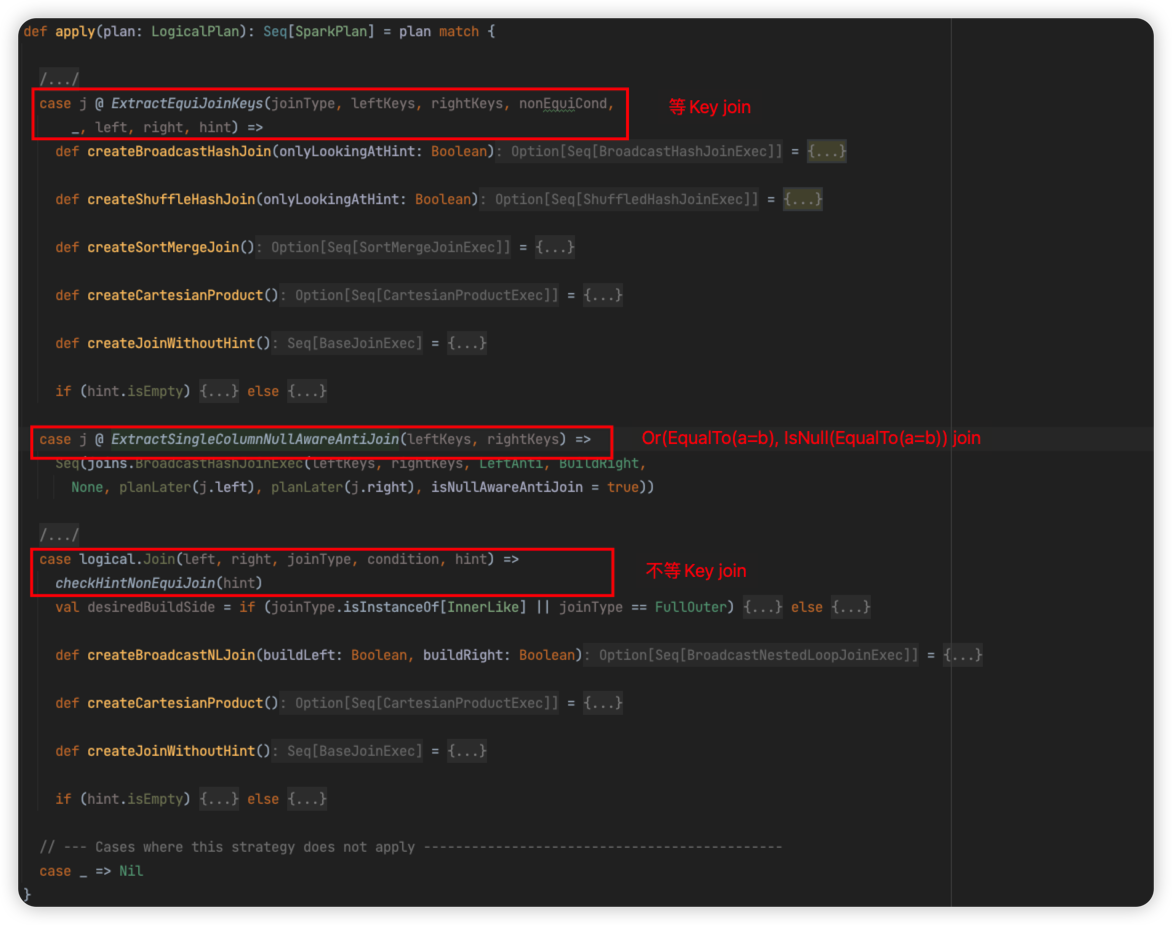 def apply(plan: LogicalPlan): Seq[SparkPlan] = plan match {
/.../
case j @ ExtractEquiJoinKeys(joinType, leftKeys, rightKeys, nonEquiCond,
等 Key join
_, left, right, hint) =>
def createBroadcastHashJoin(onlyLookingAtHint: Boolean): Option[Seq[BroadcastHashJoinExec]] = {...}
def createShuffleHashJoin(onlyLookingAtHint: Boolean): Option[Seq[ShuffledHashJoinExec]] = {...}
def createSortMergeJoin(): Option[Seq[SortMergeJoinExec]] = {...}
def createCartesianProduct(): Option[Seq[CartesianProductExec]] = {...}
def createJoinWithoutHint(): Seq[BaseJoinExec] = {...}
if (hint.isEmpty) {...} else {...}
case j @ ExtractSingleColumnNullAwareAntiJoin(leftKeys, rightKeys) =>
Or(EqualTo(a=b), IsNull(EqualTo(a=b)) join
Seq(joins.BroadcastHashJoinExec(leftKeys, rightKeys, LeftAnti, BuildRight,
None, planLater(j.left), planLater(j.right), isNullAwareAntiJoin = true))
/.../
case logical.Join(left, right, joinType, condition, hint) =>
不等 Key join
checkHintNonEquiJoin(hint)
val desiredBuildSide = if (joinType.isInstanceOf[InnerLike] || joinType == FullOuter) {...} else {...}
def createBroadcastNLJoin(buildLeft: Boolean, buildRight: Boolean): Option[Seq[BroadcastNestedLoopJoinExec]] = {...}
def createCartesianProduct(): Option[Seq[CartesianProductExec]] = {...}
def createJoinWithoutHint(): Seq[BaseJoinExec] = {...}
if (hint.isEmpty) {...} else {...}
// --- Cases where this strategy does not apply ---------------------------------------------
case _ => Nil
}